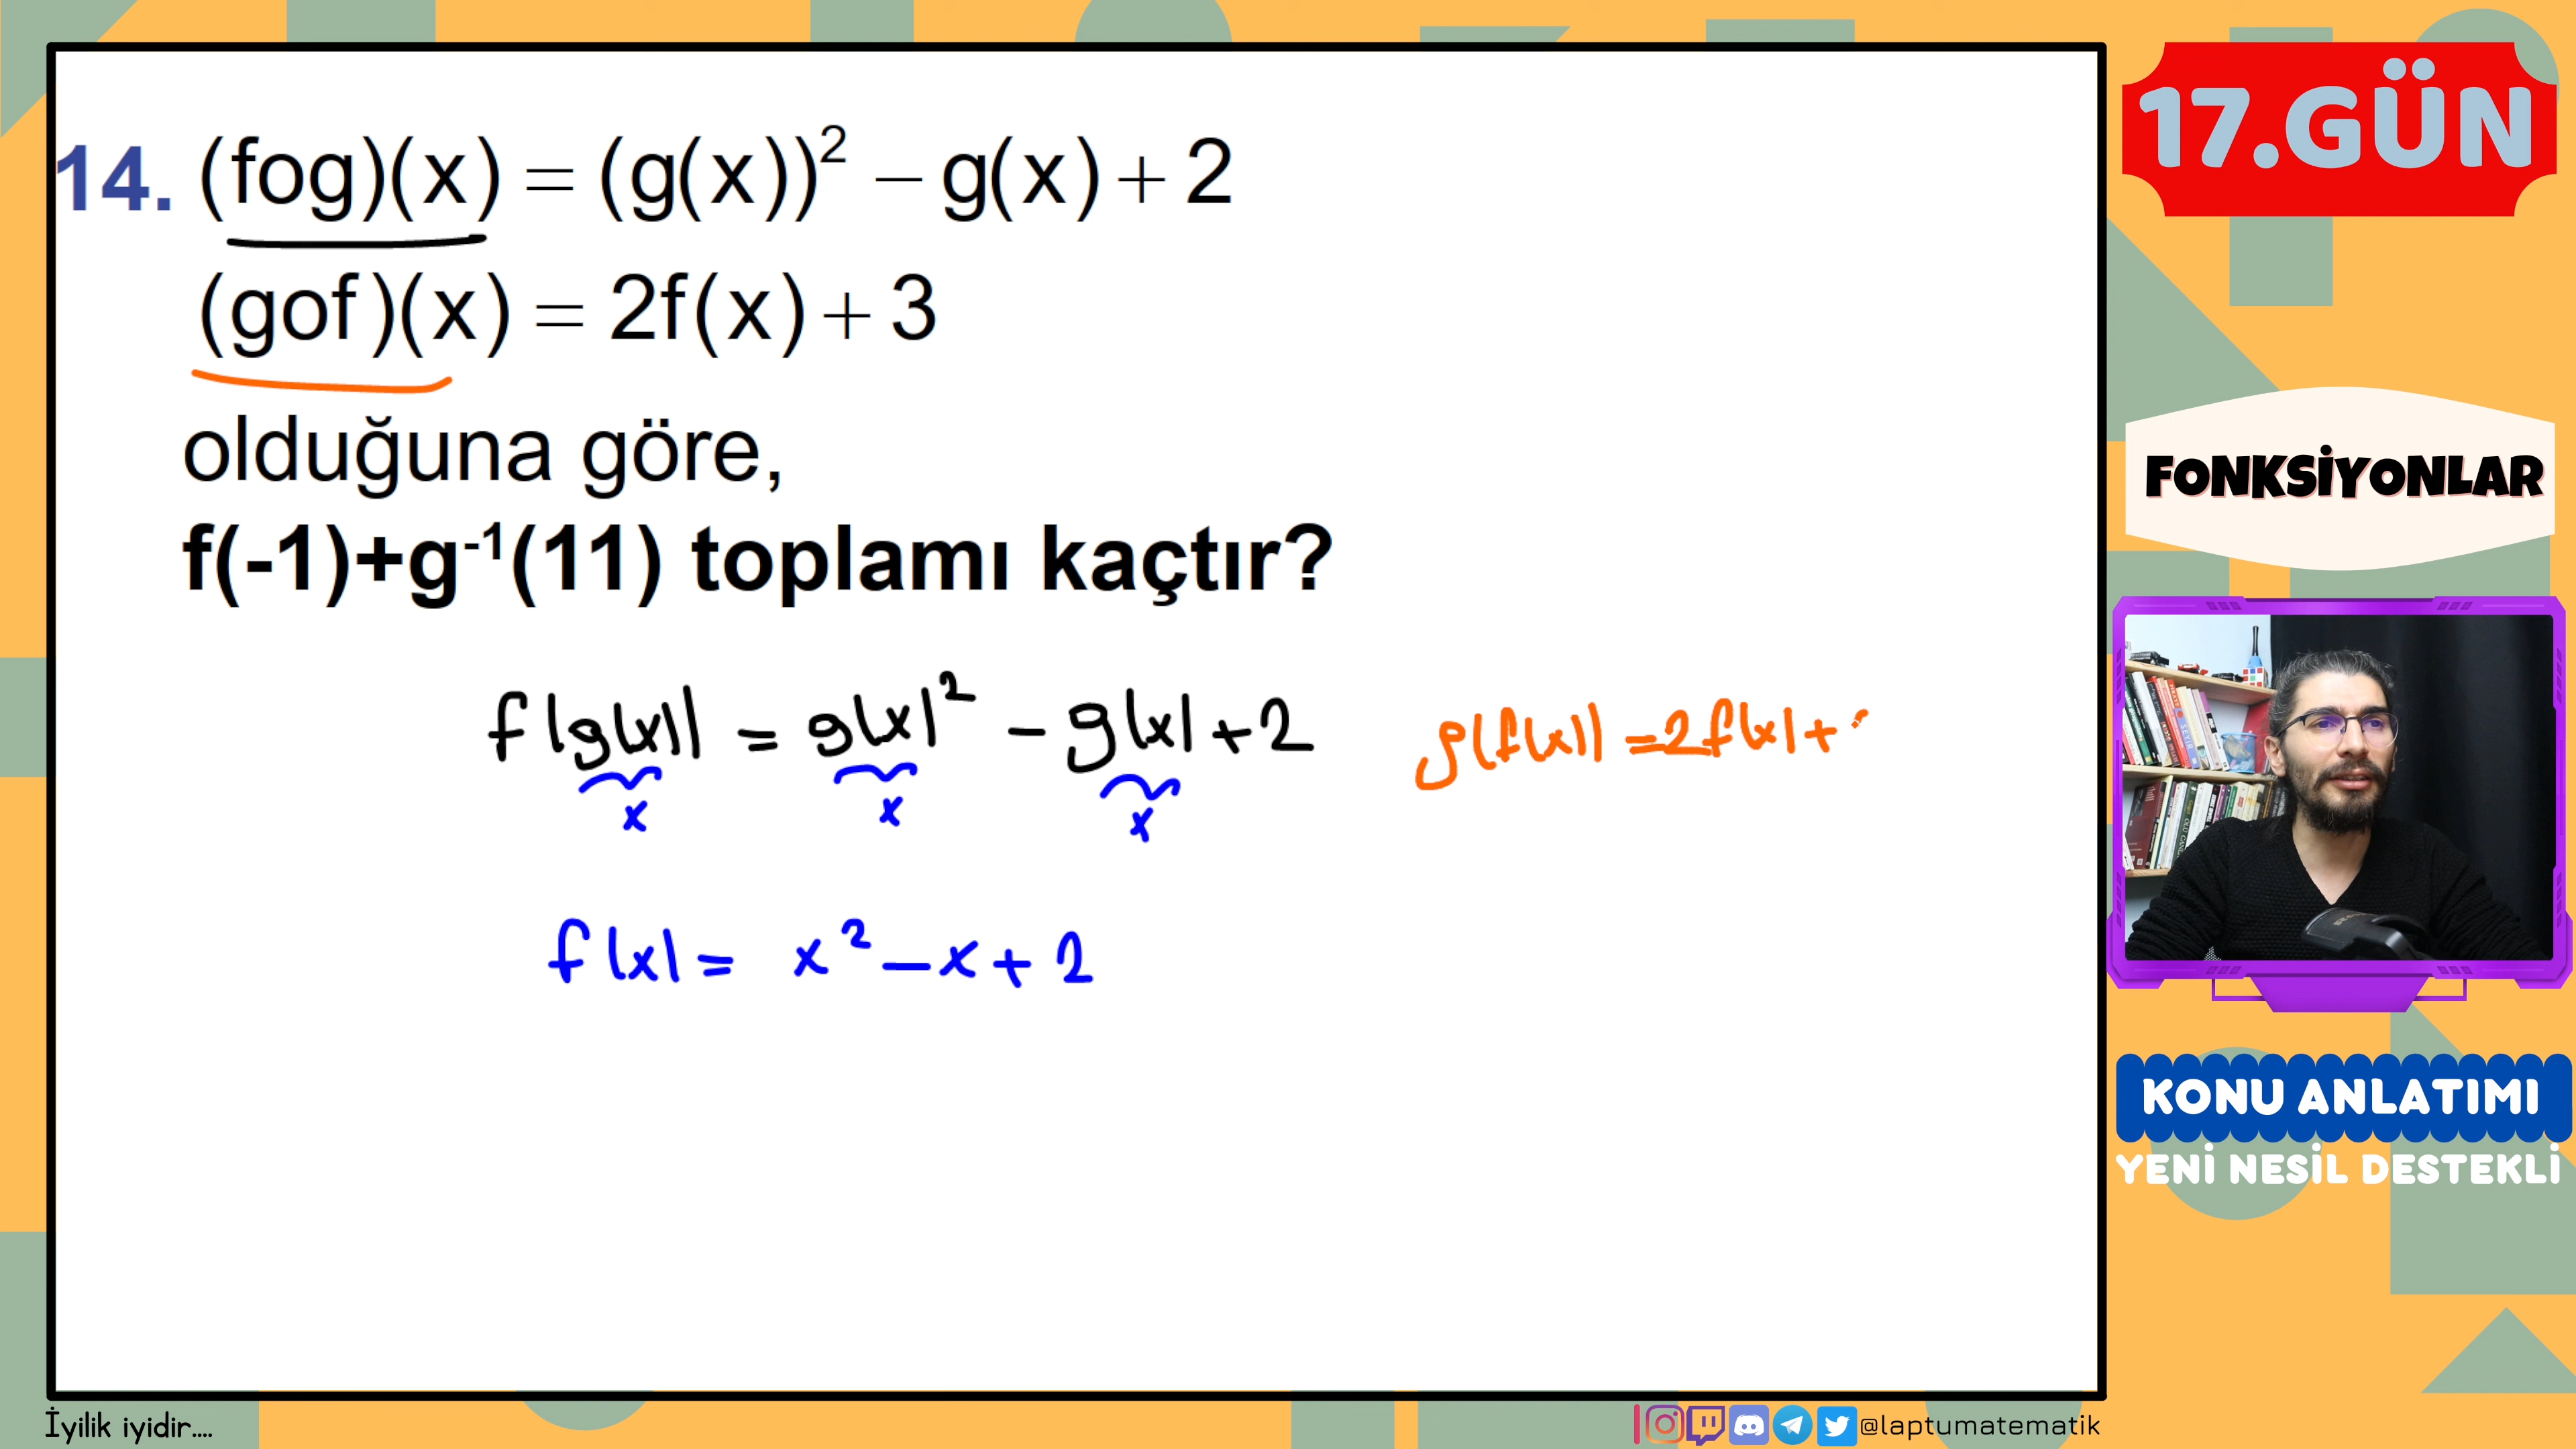 17.GÜN
14. (fog)(x) = (g(x))² − g(x) + 2
(gof)(x) = 2f(x) + 3
olduğuna göre,
f(-1)+g⁻¹(11) toplamı kaçtır?
f(g(x)) = g(x)² − g(x) + 2
x x x
g(f(x)) = 2f(x) +
f(x) = x² − x + 2
FONKSİYONLAR
KONU ANLATIMI
YENİ NESİL DESTEKLİ
İyilik iyidir....
@laptumatematik